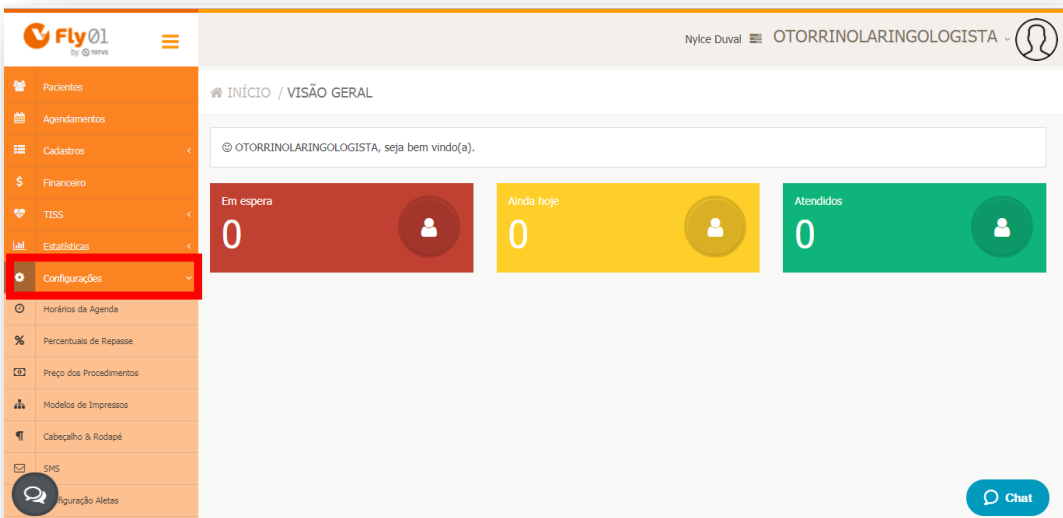 Fly01
by TOTVS
Nylce Duval OTORRINOLARINGOLOGISTA
Pacientes
Agendamentos
Cadastros
Financeiro
TISS
Estatísticas
Configurações
Horários da Agenda
Percentuais de Repasse
Preço dos Procedimentos
Modelos de Impressos
Cabeçalho & Rodapé
SMS
figuração Aletas
INÍCIO / VISÃO GERAL
OTORRINOLARINGOLOGISTA, seja bem vindo(a).
Em espera
0
Ainda hoje
0
Atendidos
0
Chat